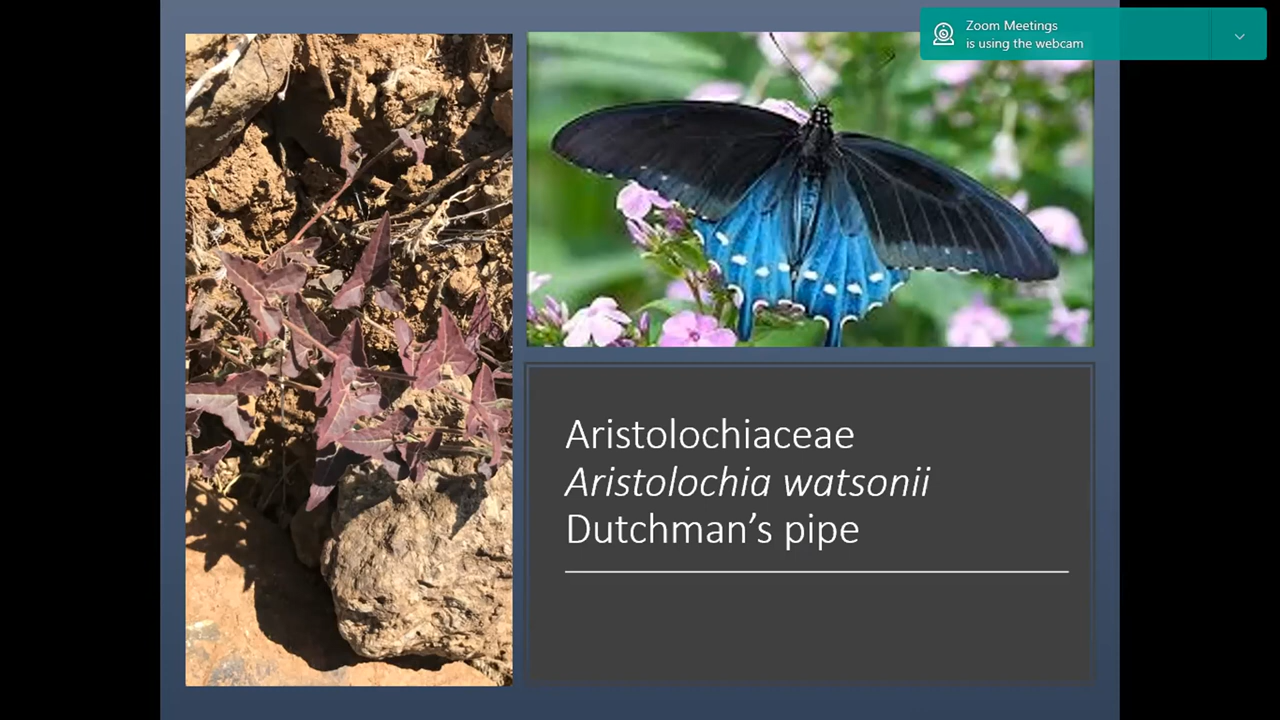 Zoom Meetings
is using the webcam
Aristolochiaceae
Aristolochia watsonii
Dutchman’s pipe